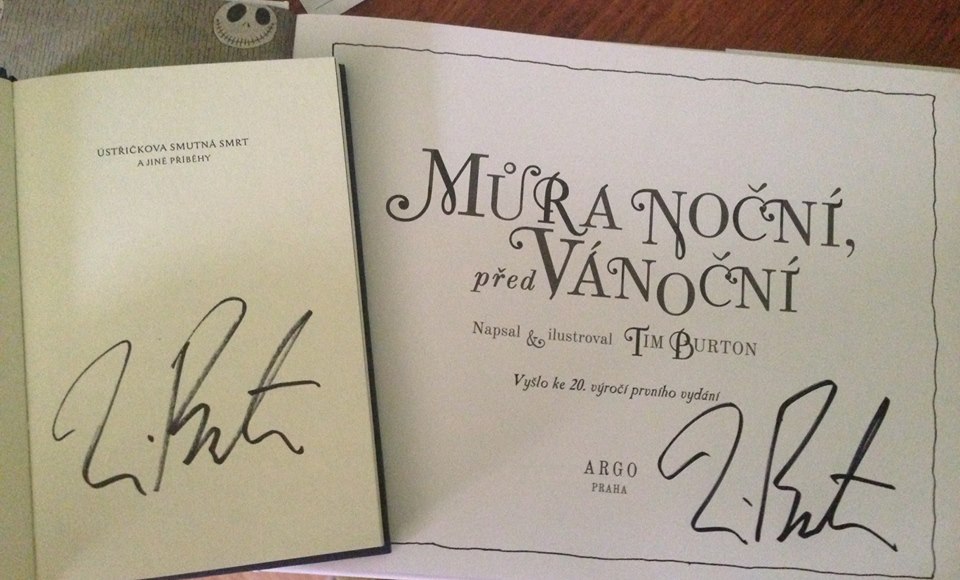 ÚSTŘIČKOVA SMUTNÁ SMRT
A JINÉ PŘÍBĚHY
MŮRA NOČNÍ,
před VÁNOČNÍ
Napsal & ilustroval TIM BURTON
Vyšlo ke 20. výročí prvního vydání
ARGO
PRAHA